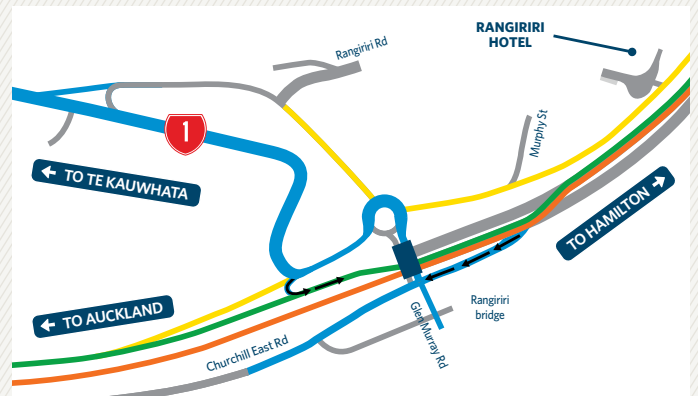 RANGIRIRI
HOTEL
Rangiriri Rd
Murphy St
1
TO TE KAUWHATA
TO HAMILTON
TO AUCKLAND
Rangiriri
bridge
Glen Murray Rd
Churchill East Rd